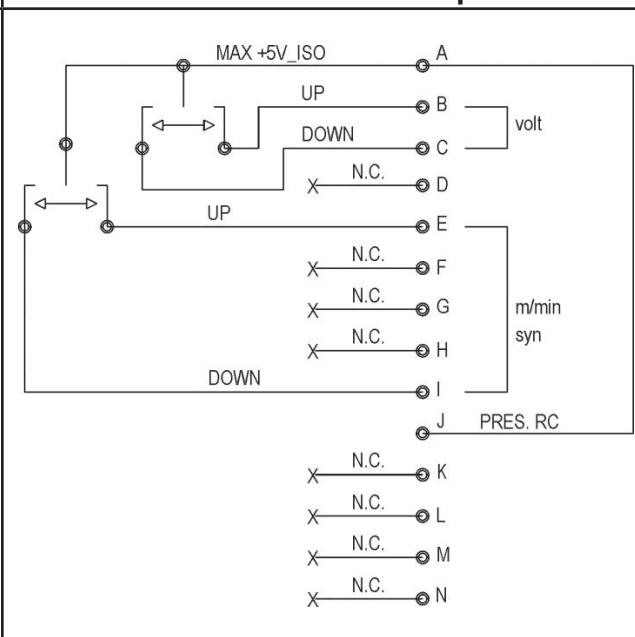 MAX +5V_ISO A
UP B
volt
DOWN C
N.C. D
X
UP E
N.C. F
X
N.C. G
X
m/min
syn
N.C. H
X
DOWN I
J PRES. RC
N.C. K
X
N.C. L
X
N.C. M
X
N.C. N
X